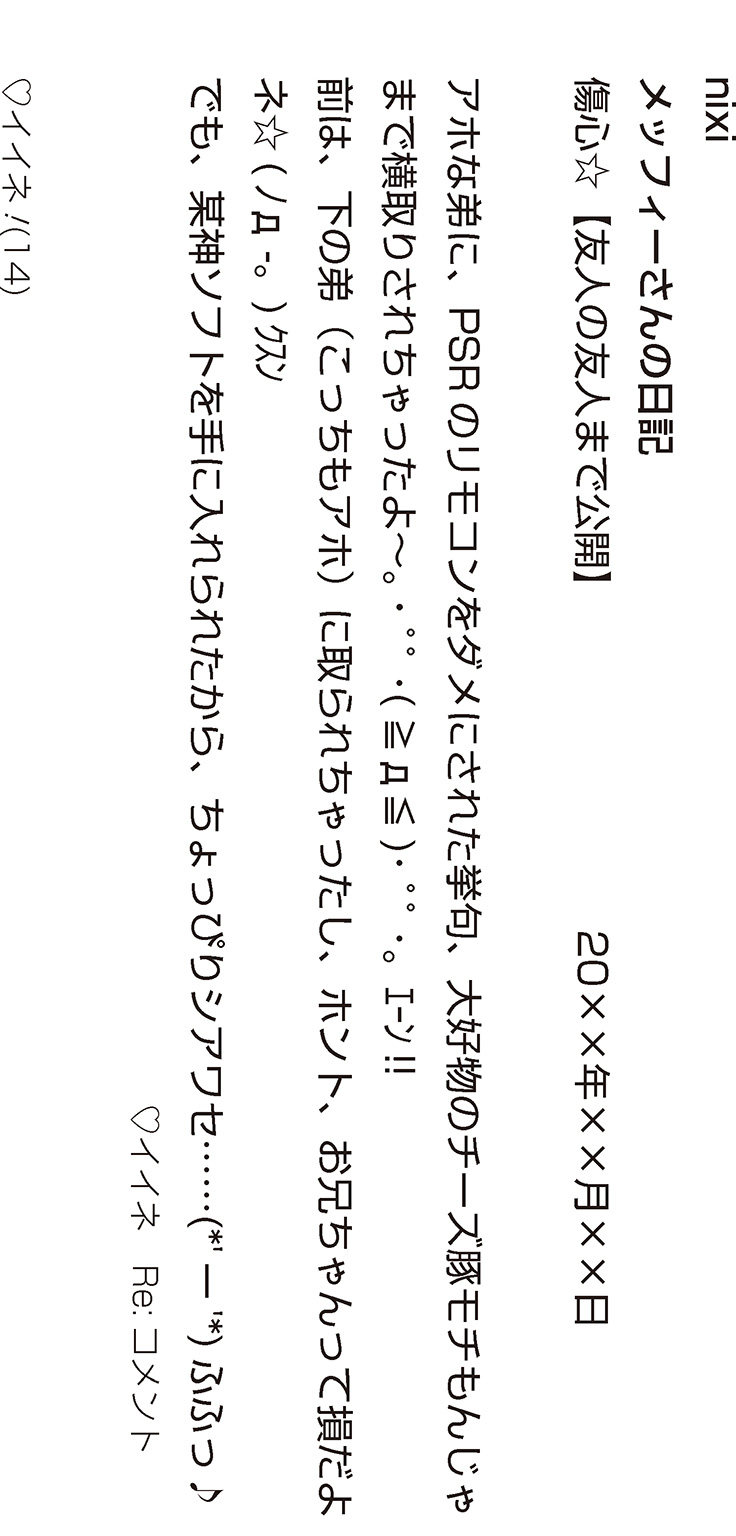 nixi
メッフィーさんの日記
傷心☆【友人の友人まで公開】 20××年××月××日
アホな弟に、PSRのリモコンをダメにされた挙句、大好物のチーズ豚モチもんじゃ
まで横取りされちゃったよ～。・゜゜・(≧д≦)・゜゜・。ｴｰﾝ!!
前は、下の弟（こっちもアホ）に取られちゃったし、ホント、お兄ちゃんって損だよ
ネ☆(ノд-。)ｸｽﾝ
でも、某神ソフトを手に入れられたから、ちょっぴりシアワセ……(*'ー'*)ふふっ♪
♡イイネ Re:コメント
♡イイネ!(14)